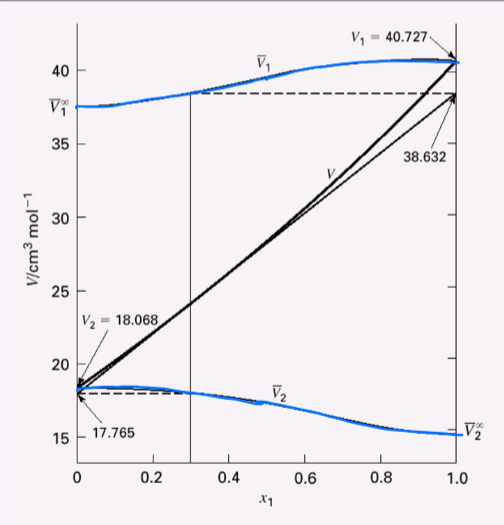 V₁ = 40.727
V̅₁
40
V̅₁∞
35
38.632
V
30
V/cm³ mol⁻¹
25
V₂ = 18.068
20
V̅₂
V̅₂∞
17.765
15
0 0.2 0.4 0.6 0.8 1.0
x₁